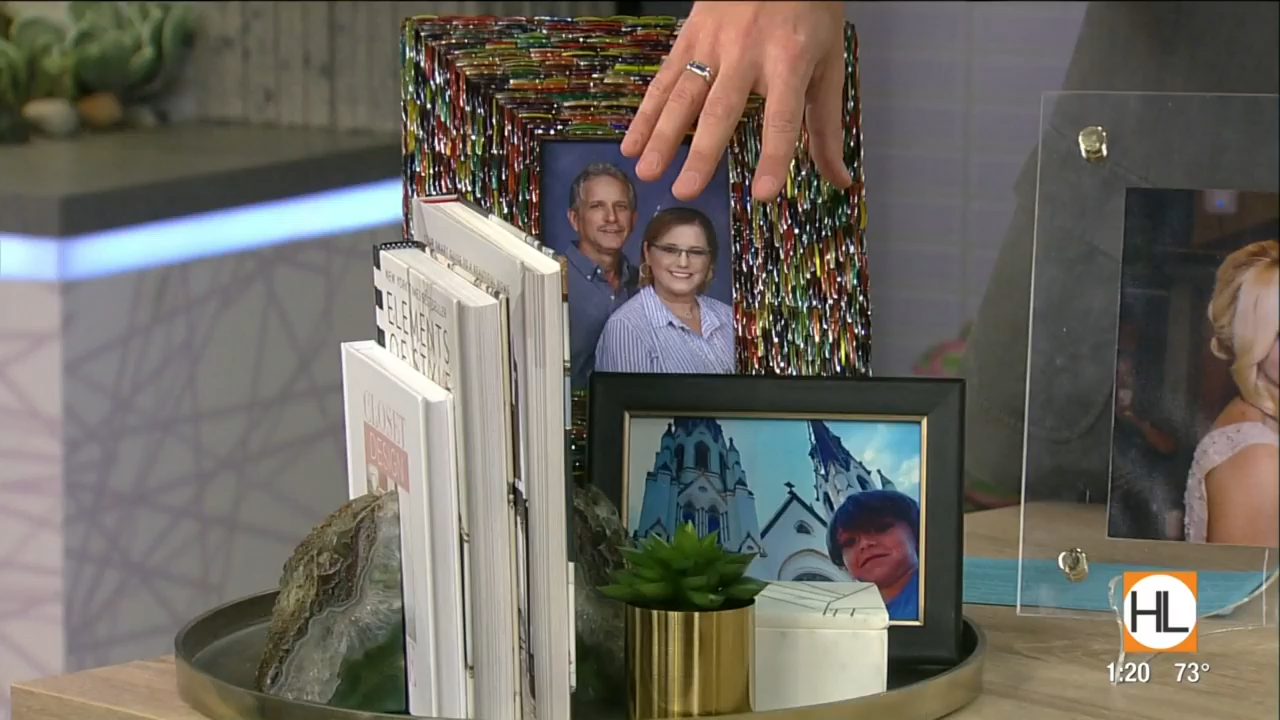 NEW YORK TIMES BESTSELLER
ELEMENTS
OF STYLE
CLOSET
DESIGN
HL
1:20 73°